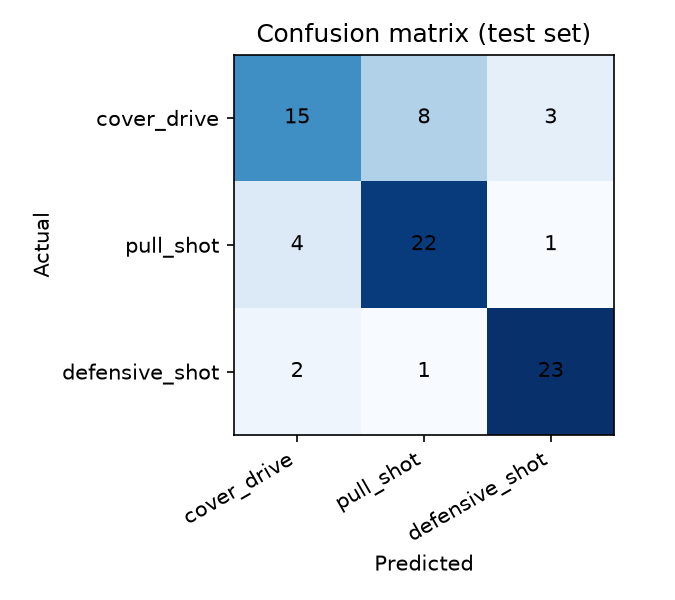 Confusion matrix (test set)
cover_drive 15 8 3
pull_shot 4 22 1
defensive_shot 2 1 23
Actual
cover_drive pull_shot defensive_shot
Predicted